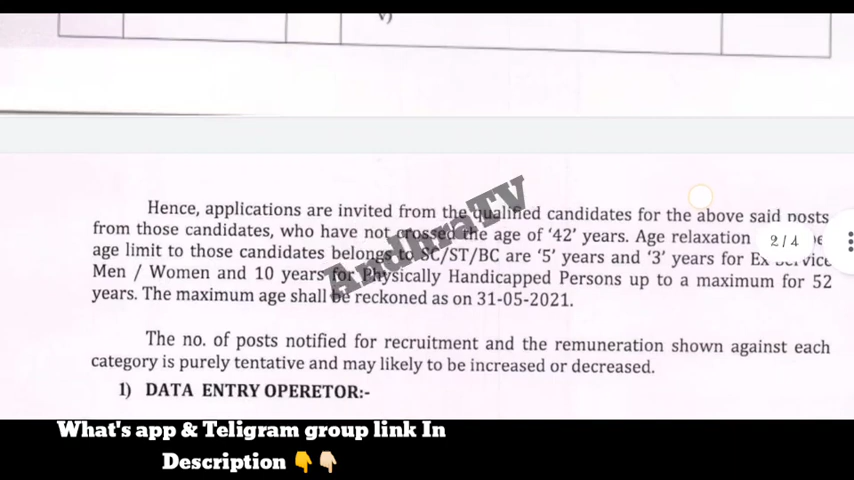 v)
Hence, applications are invited from the qualified candidates for the above said posts
from those candidates, who have not crossed the age of ‘42’ years. Age relaxation
2/4
age limit to those candidates belongs to SC/ST/BC are ‘5’ years and ‘3’ years for Ex Service
Men / Women and 10 years for Physically Handicapped Persons up to a maximum for 52
years. The maximum age shall be reckoned as on 31-05-2021.
AndhraTV
The no. of posts notified for recruitment and the remuneration shown against each
category is purely tentative and may likely to be increased or decreased.
1) DATA ENTRY OPERETOR:-
What's app & Teligram group link In
Description 👇👇🏻